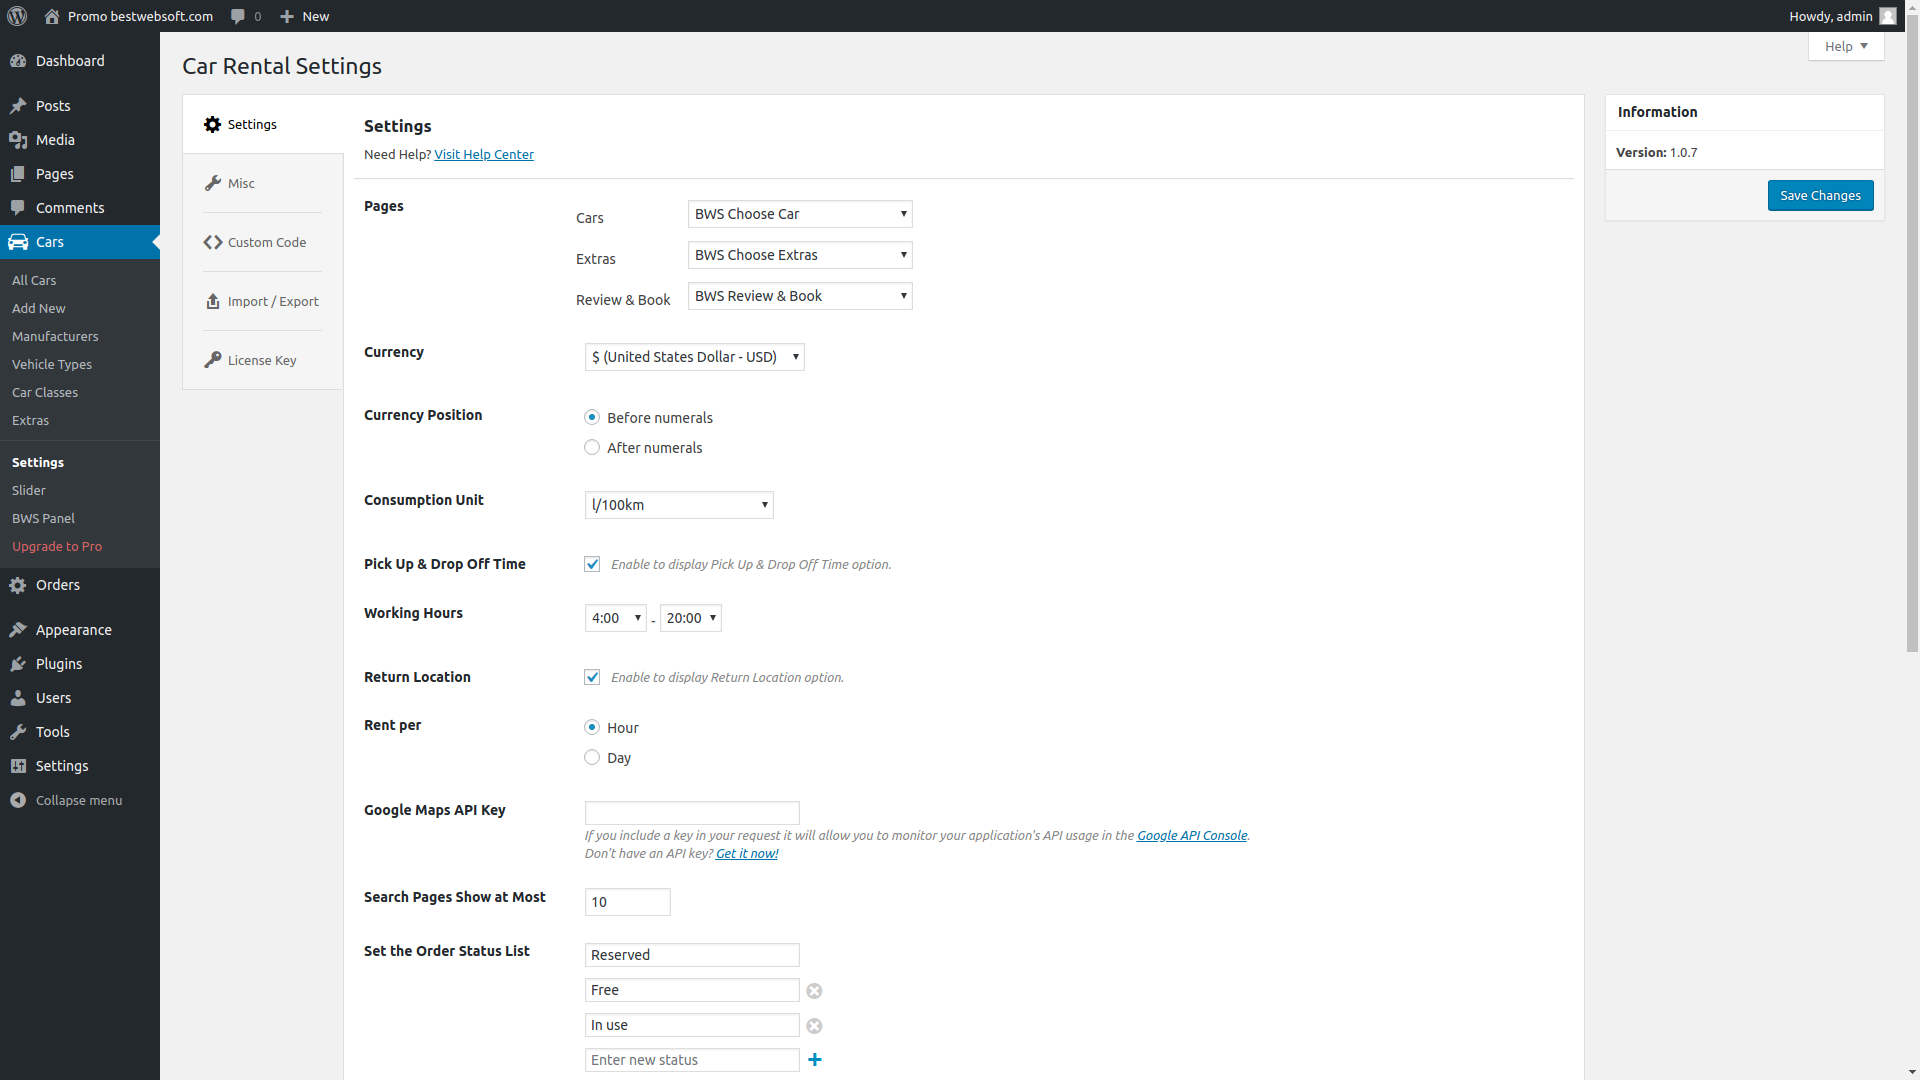 Promo bestwebsoft.com
0
New
Howdy, admin
Help
Dashboard
Posts
Media
Pages
Comments
Cars
All Cars
Add New
Manufacturers
Vehicle Types
Car Classes
Extras
Settings
Slider
BWS Panel
Upgrade to Pro
Orders
Appearance
Plugins
Users
Tools
Settings
Collapse menu
Car Rental Settings
Settings
Misc
Custom Code
Import / Export
License Key
Settings
Need Help? Visit Help Center
Pages
Cars
BWS Choose Car
Extras
BWS Choose Extras
Review & Book
BWS Review & Book
Currency
$ (United States Dollar - USD)
Currency Position
Before numerals
After numerals
Consumption Unit
l/100km
Pick Up & Drop Off Time
Enable to display Pick Up & Drop Off Time option.
Working Hours
4:00 - 20:00
Return Location
Enable to display Return Location option.
Rent per
Hour
Day
Google Maps API Key
If you include a key in your request it will allow you to monitor your application's API usage in the Google API Console.
Don't have an API key? Get it now!
Search Pages Show at Most
10
Set the Order Status List
Reserved
Free
In use
Enter new status
Information
Version: 1.0.7
Save Changes